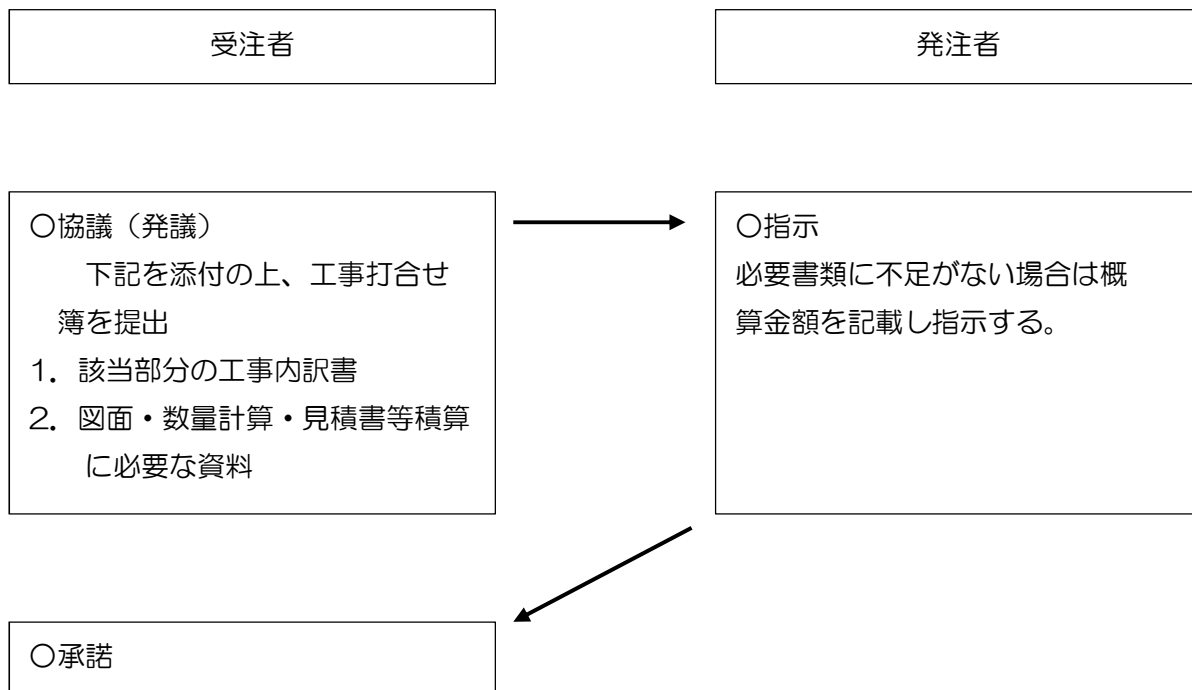 受注者
発注者
〇協議（発議）
下記を添付の上、工事打合せ
簿を提出
1．該当部分の工事内訳書
2．図面・数量計算・見積書等積算
に必要な資料
〇指示
必要書類に不足がない場合は概
算金額を記載し指示する。
〇承諾